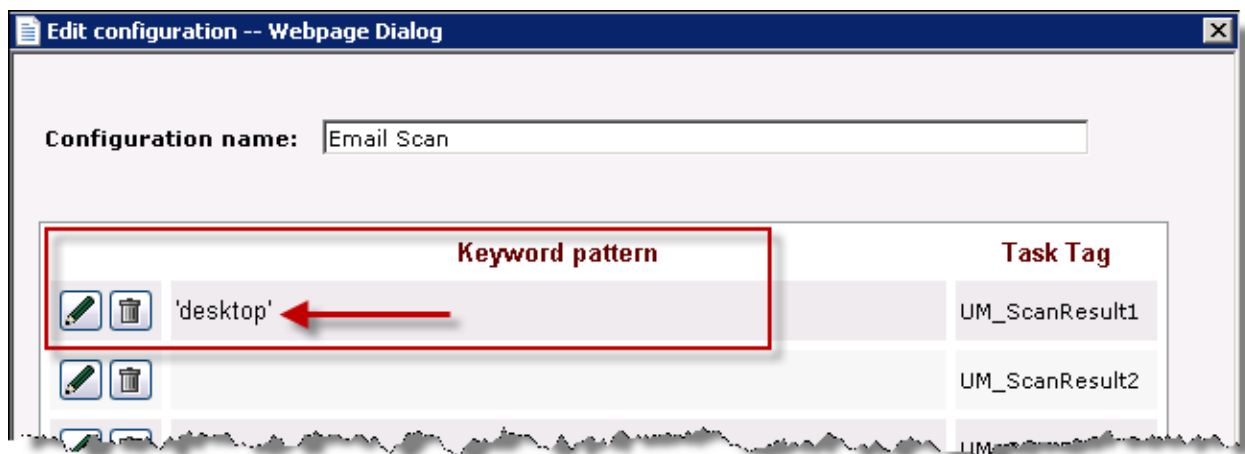 Edit configuration -- Webpage Dialog
Configuration name: Email Scan
Keyword pattern Task Tag
'desktop' UM_ScanResult1
UM_ScanResult2